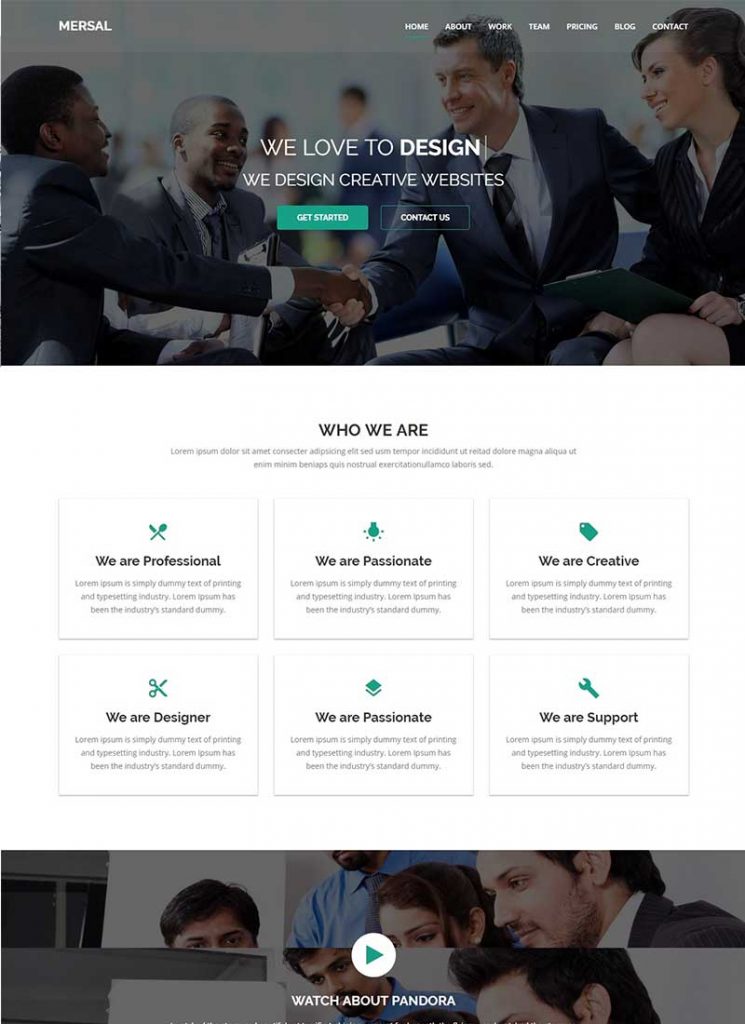 MERSAL
HOME ABOUT WORK TEAM PRICING BLOG CONTACT
WE LOVE TO DESIGN
WE DESIGN CREATIVE WEBSITES
GET STARTED CONTACT US
WHO WE ARE
Lorem ipsum dolor sit amet consecter adipsicing elit sed usm tempor incididunt ut reitad dolore magna aliqua ut
enim minim beniaps quis nostrual exercitationullamco laboris sed.
We are Professional
Lorem ipsum is simply dummy text of printing
and typesetting industry. Lorem Ipsum has
been the industry's standard dummy.
We are Passionate
Lorem ipsum is simply dummy text of printing
and typesetting industry. Lorem Ipsum has
been the industry's standard dummy.
We are Creative
Lorem ipsum is simply dummy text of printing
and typesetting industry. Lorem Ipsum has
been the industry's standard dummy.
We are Designer
Lorem ipsum is simply dummy text of printing
and typesetting industry. Lorem Ipsum has
been the industry's standard dummy.
We are Passionate
Lorem ipsum is simply dummy text of printing
and typesetting industry. Lorem Ipsum has
been the industry's standard dummy.
We are Support
Lorem ipsum is simply dummy text of printing
and typesetting industry. Lorem Ipsum has
been the industry's standard dummy.
WATCH ABOUT PANDORA